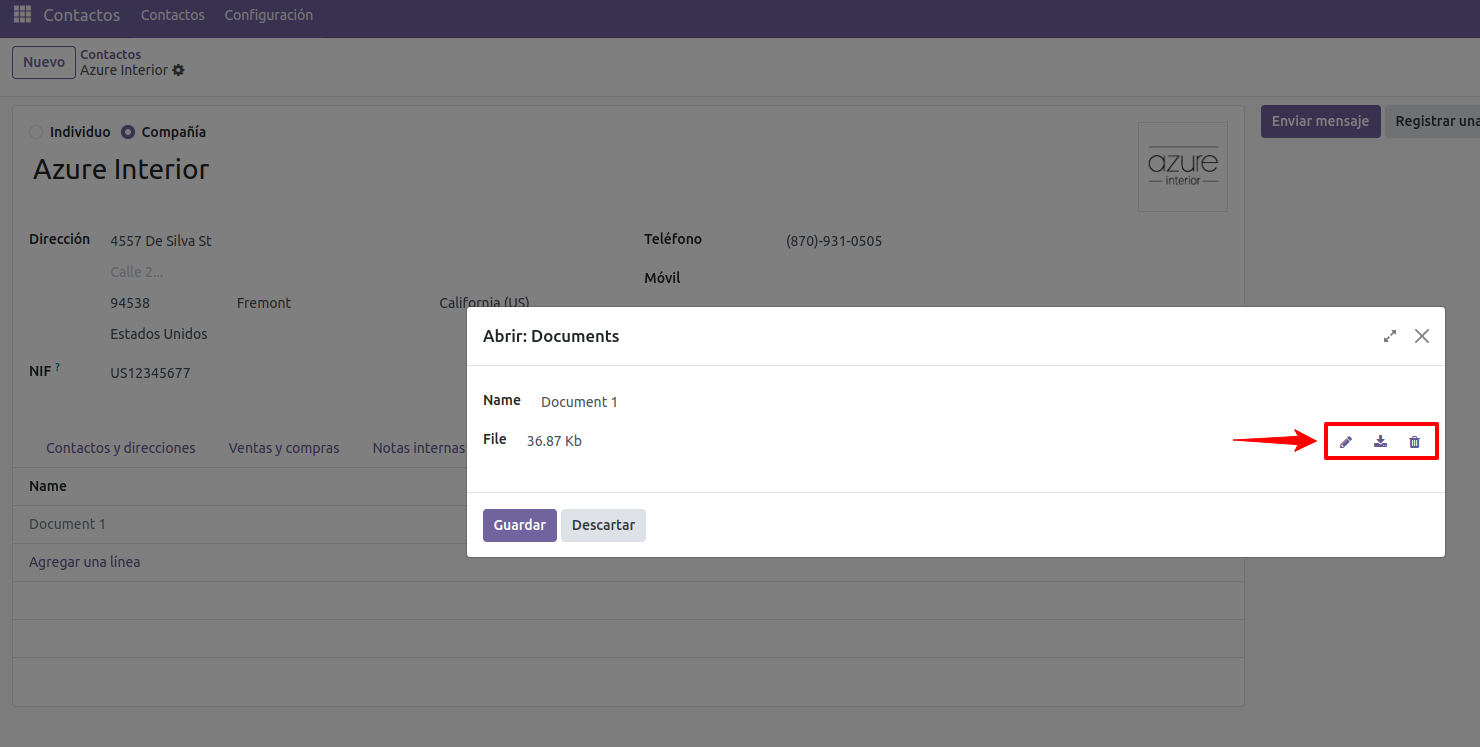 Contactos Contactos Configuración
Nuevo Contactos
Azure Interior
Individuo Compañía
Azure Interior
azure
interior
Enviar mensaje Registrar una
Dirección 4557 De Silva St Teléfono (870)-931-0505
Calle 2... Móvil
94538 Fremont California (US)
Estados Unidos
NIF ? US12345677
Abrir: Documents
Name Document 1
File 36.87 Kb
Guardar Descartar
Contactos y direcciones Ventas y compras Notas internas
Name
Document 1
Agregar una línea